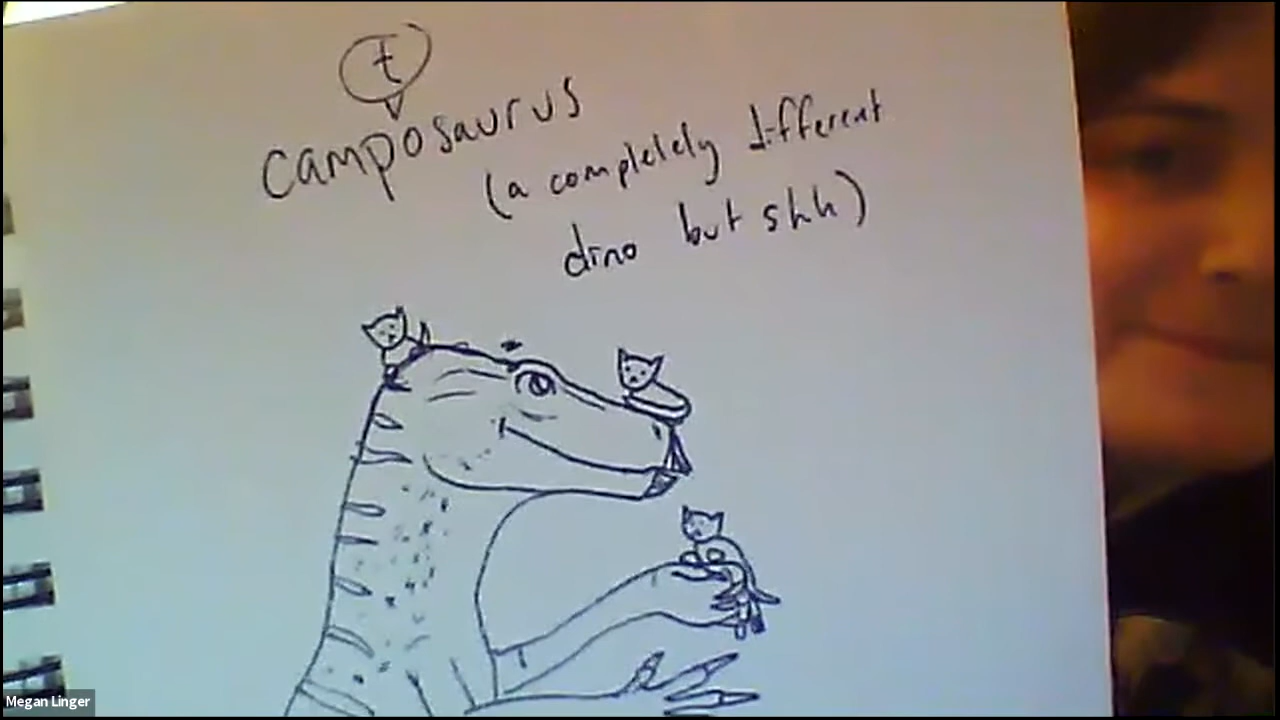 t
camposaurus
(a completely different
dino but shh)
Megan Linger